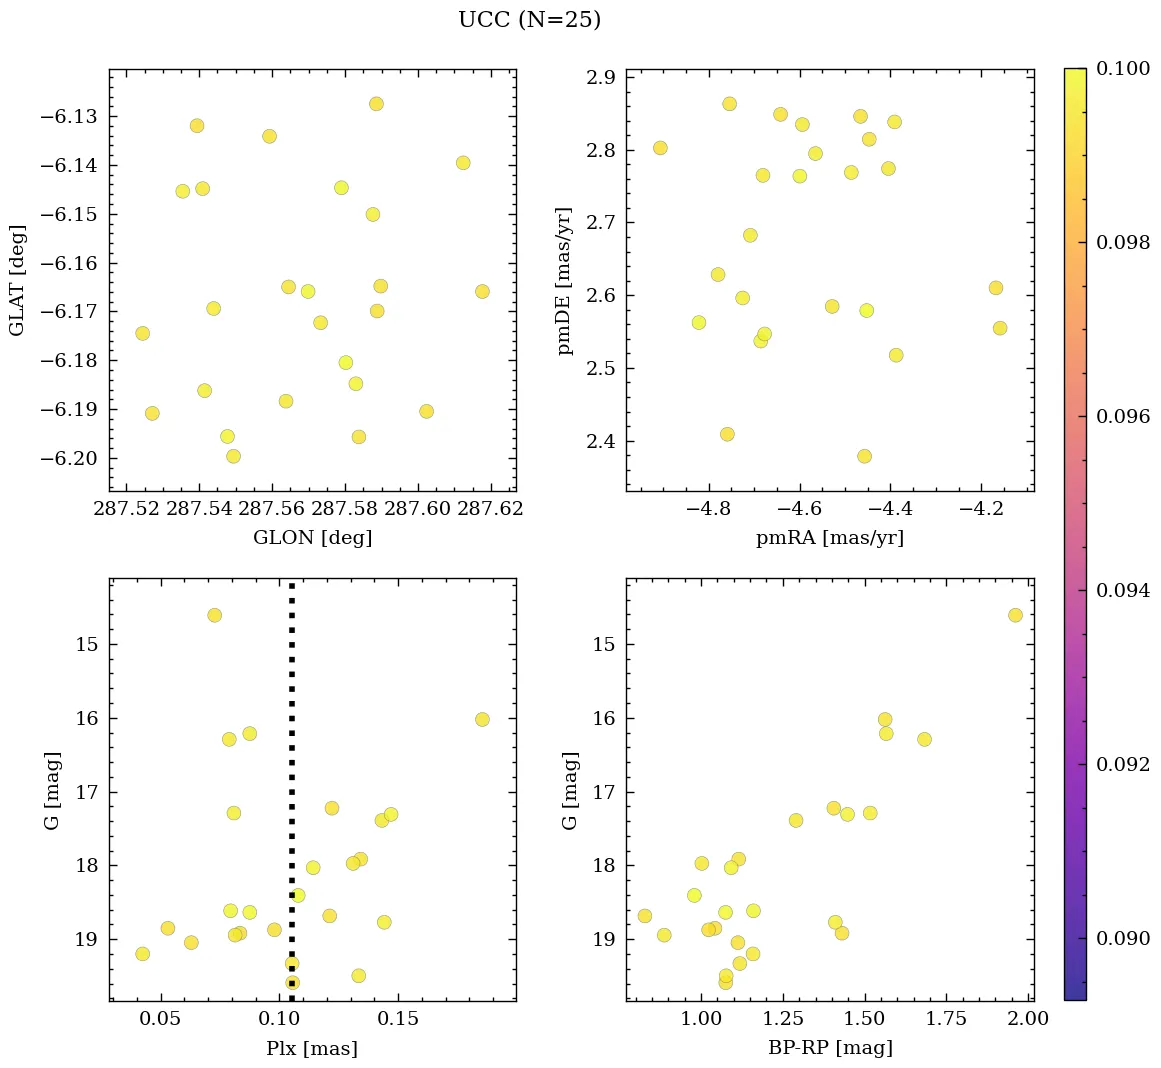 UCC (N=25)
−6.13
−6.14
−6.15
−6.16
−6.17
−6.18
−6.19
−6.20
GLAT [deg]
287.52 287.54 287.56 287.58 287.60 287.62
GLON [deg]
2.9
2.8
2.7
2.6
2.5
2.4
pmDE [mas/yr]
−4.8 −4.6 −4.4 −4.2
pmRA [mas/yr]
15
16
17
18
19
G [mag]
0.05 0.10 0.15
Plx [mas]
15
16
17
18
19
G [mag]
1.00 1.25 1.50 1.75 2.00
BP-RP [mag]
0.100
0.098
0.096
0.094
0.092
0.090